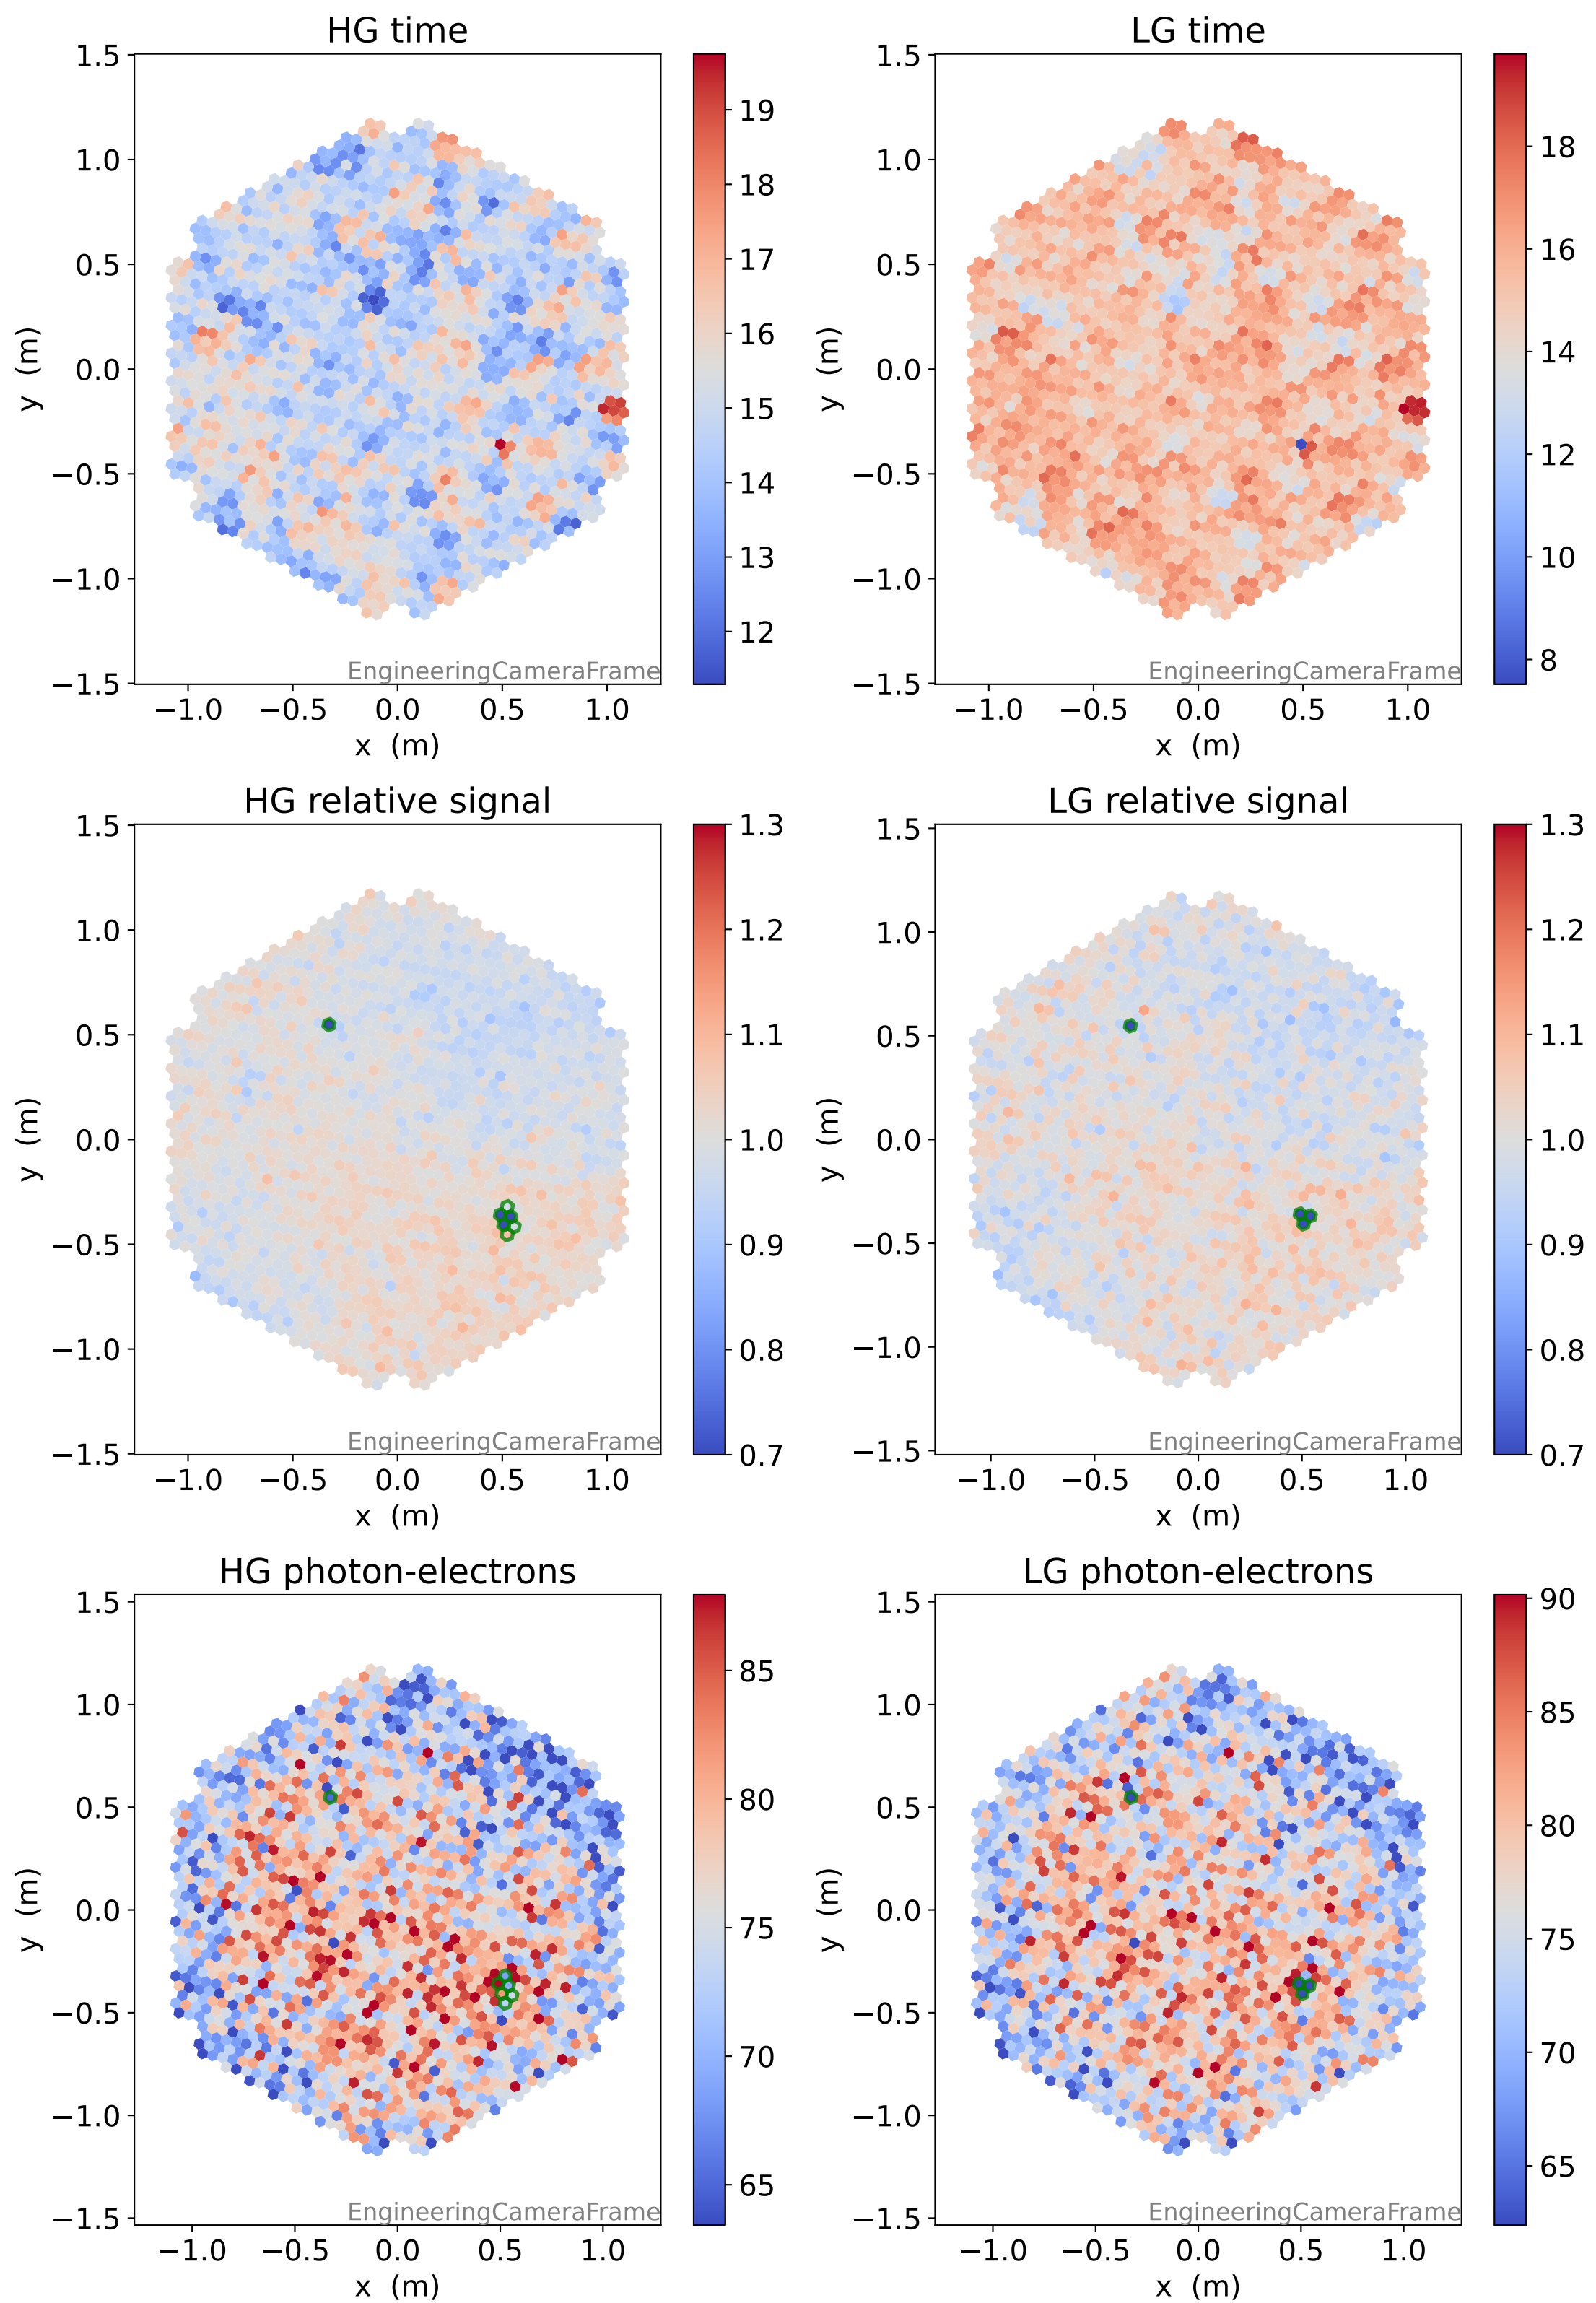 HG time
1.5
1.0
0.5
0.0
−0.5
−1.0
−1.5
y (m)
EngineeringCameraFrame
−1.0 −0.5 0.0 0.5 1.0
x (m)
19
18
17
16
15
14
13
12
LG time
1.5
1.0
0.5
0.0
−0.5
−1.0
−1.5
y (m)
EngineeringCameraFrame
−1.0 −0.5 0.0 0.5 1.0
x (m)
18
16
14
12
10
8
HG relative signal
1.5
1.0
0.5
0.0
−0.5
−1.0
−1.5
y (m)
EngineeringCameraFrame
−1.0 −0.5 0.0 0.5 1.0
x (m)
1.3
1.2
1.1
1.0
0.9
0.8
0.7
LG relative signal
1.5
1.0
0.5
0.0
−0.5
−1.0
−1.5
y (m)
EngineeringCameraFrame
−1.0 −0.5 0.0 0.5 1.0
x (m)
1.3
1.2
1.1
1.0
0.9
0.8
0.7
HG photon-electrons
1.5
1.0
0.5
0.0
−0.5
−1.0
−1.5
y (m)
EngineeringCameraFrame
−1.0 −0.5 0.0 0.5 1.0
x (m)
85
80
75
70
65
LG photon-electrons
1.5
1.0
0.5
0.0
−0.5
−1.0
−1.5
y (m)
EngineeringCameraFrame
−1.0 −0.5 0.0 0.5 1.0
x (m)
90
85
80
75
70
65